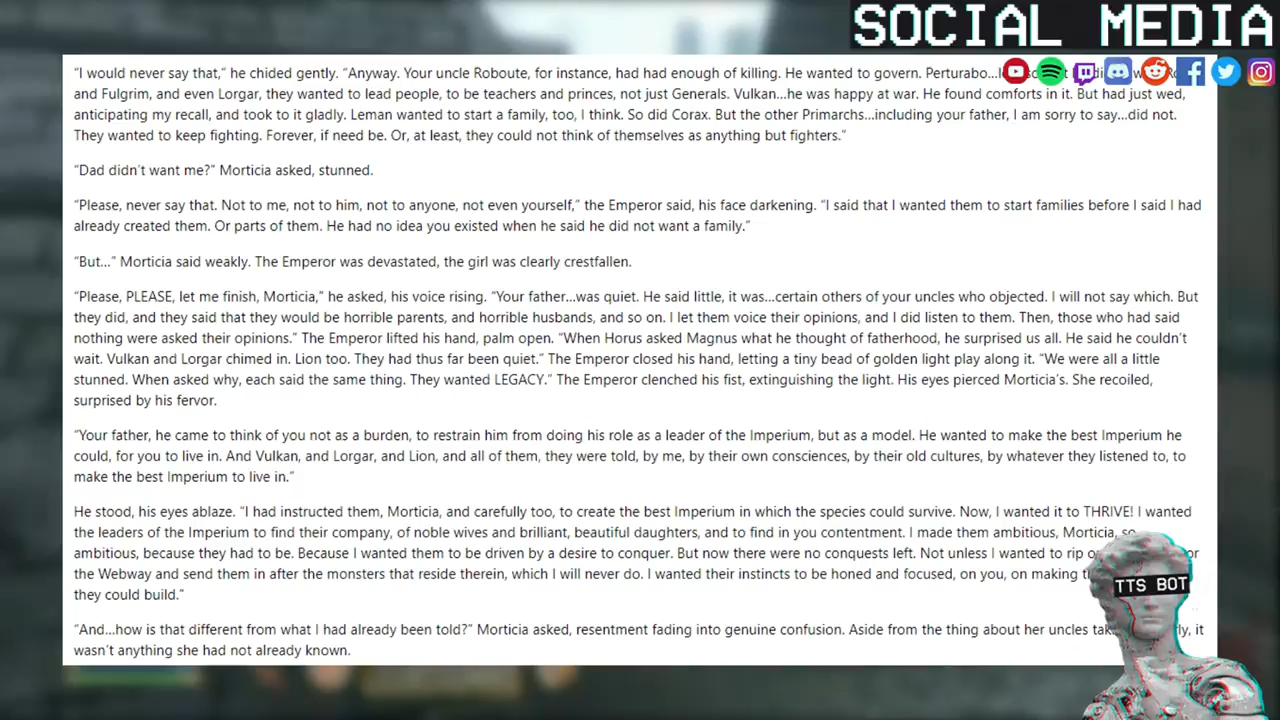 SOCIAL MEDIA
“I would never say that,” he chided gently. “Anyway. Your uncle Roboute, for instance, had had enough of killing. He wanted to govern. Perturabo...
and Fulgrim, and even Lorgar, they wanted to lead people, to be teachers and princes, not just Generals. Vulkan...he was happy at war. He found comforts in it. But had just wed,
anticipating my recall, and took to it gladly. Leman wanted to start a family, too, I think. So did Corax. But the other Primarchs...including your father, I am sorry to say...did not.
They wanted to keep fighting. Forever, if need be. Or, at least, they could not think of themselves as anything but fighters.”
“Dad didn’t want me?” Morticia asked, stunned.
“Please, never say that. Not to me, not to him, not to anyone, not even yourself,” the Emperor said, his face darkening. “I said that I wanted them to start families before I said I had
already created them. Or parts of them. He had no idea you existed when he said he did not want a family.”
“But...” Morticia said weakly. The Emperor was devastated, the girl was clearly crestfallen.
“Please, PLEASE, let me finish, Morticia,” he asked, his voice rising. “Your father...was quiet. He said little, it was...certain others of your uncles who objected. I will not say which. But
they did, and they said that they would be horrible parents, and horrible husbands, and so on. I let them voice their opinions, and I did listen to them. Then, those who had said
nothing were asked their opinions.” The Emperor lifted his hand, palm open. “When Horus asked Magnus what he thought of fatherhood, he surprised us all. He said he couldn’t
wait. Vulkan and Lorgar chimed in. Lion too. They had thus far been quiet.” The Emperor closed his hand, letting a tiny bead of golden light play along it. “We were all a little
stunned. When asked why, each said the same thing. They wanted LEGACY.” The Emperor clenched his fist, extinguishing the light. His eyes pierced Morticia’s. She recoiled,
surprised by his fervor.
“Your father, he came to think of you not as a burden, to restrain him from doing his role as a leader of the Imperium, but as a model. He wanted to make the best Imperium he
could, for you to live in. And Vulkan, and Lorgar, and Lion, and all of them, they were told, by me, by their own consciences, by their old cultures, by whatever they listened to, to
make the best Imperium to live in.”
He stood, his eyes ablaze. “I had instructed them, Morticia, and carefully too, to create the best Imperium in which the species could survive. Now, I wanted it to THRIVE! I wanted
the leaders of the Imperium to find their company, of noble wives and brilliant, beautiful daughters, and to find in you contentment. I made them ambitious, Morticia, so
ambitious, because they had to be. Because I wanted them to be driven by a desire to conquer. But now there were no conquests left. Not unless I wanted to rip
the Webway and send them in after the monsters that reside therein, which I will never do. I wanted their instincts to be honed and focused, on you, on making
they could build.”
TTS BOT
“And...how is that different from what I had already been told?” Morticia asked, resentment fading into genuine confusion. Aside from the thing about her uncles it
wasn’t anything she had not already known.